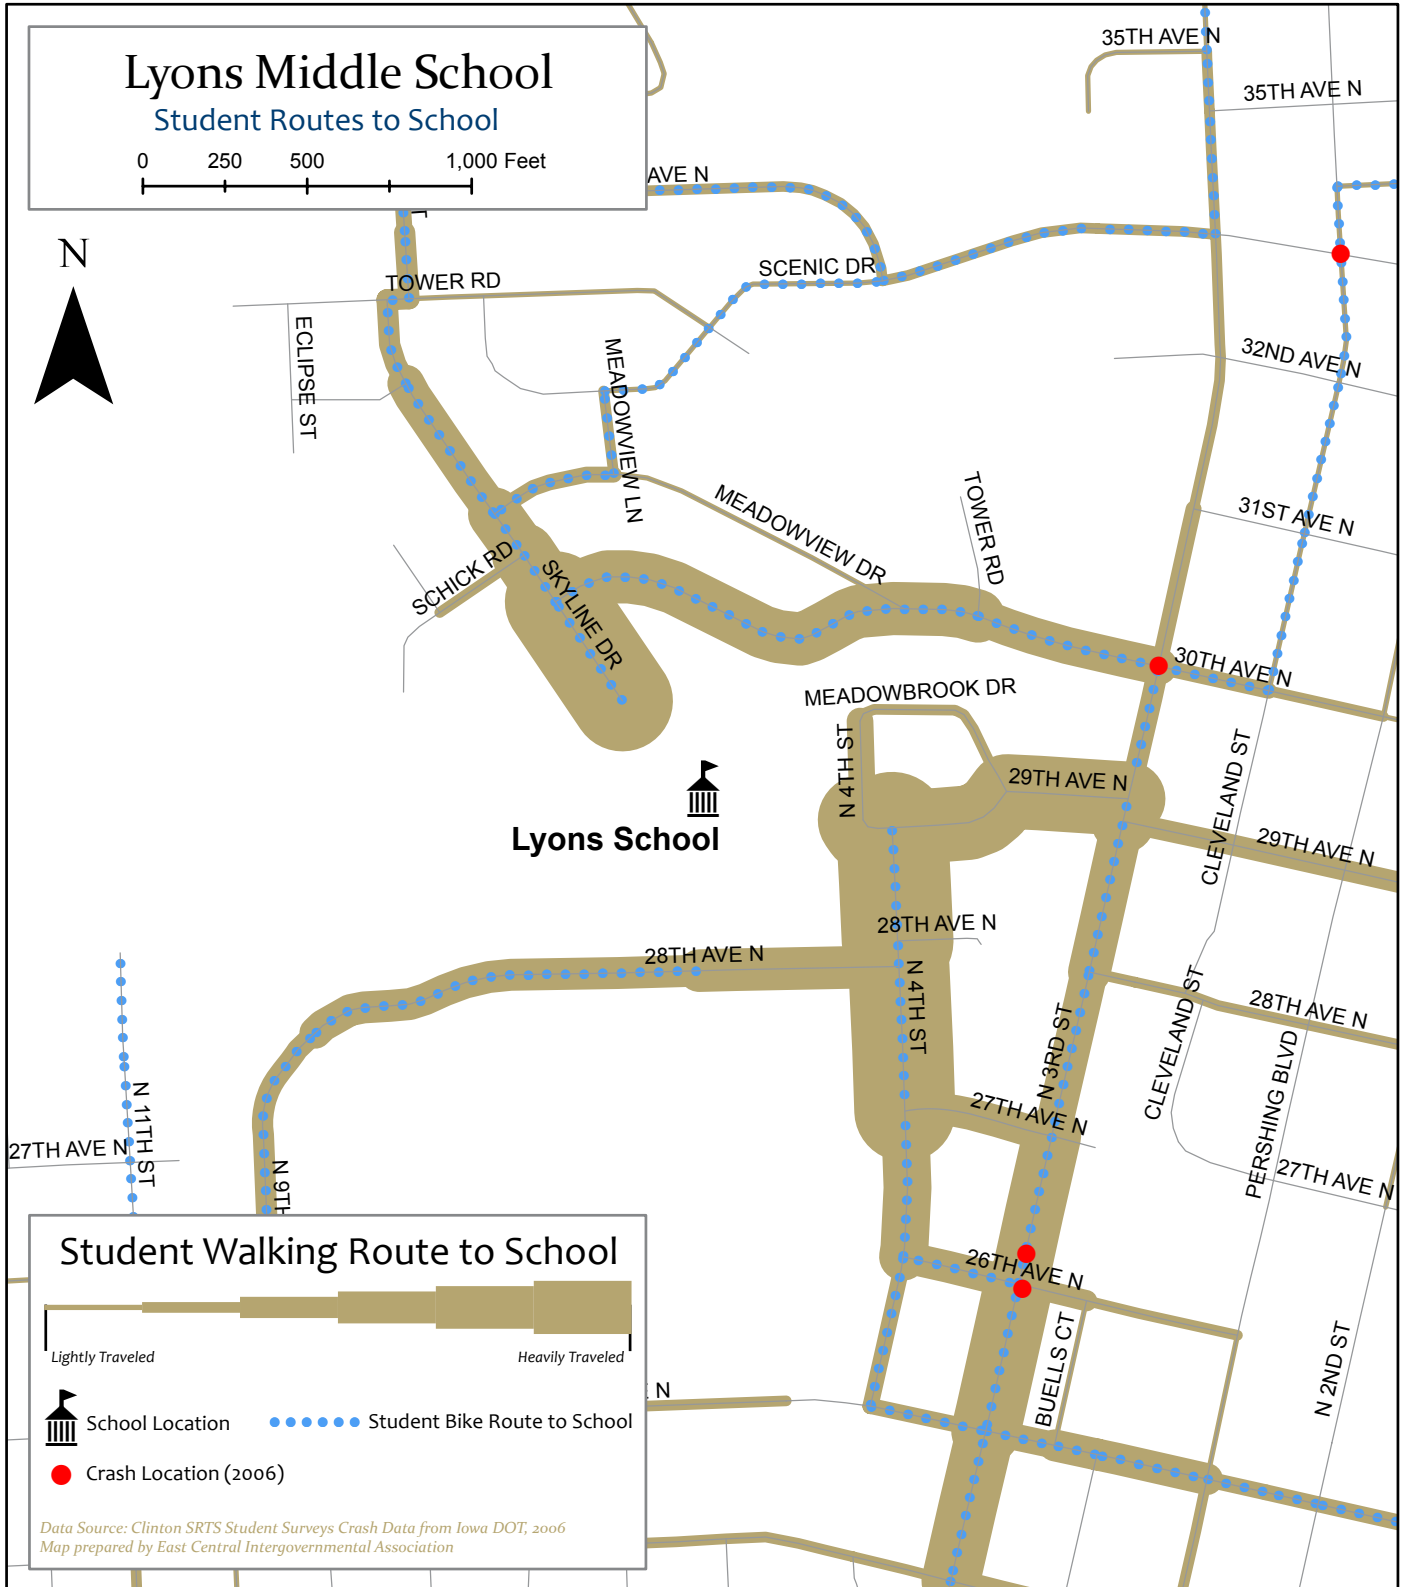 Lyons Middle School
Student Routes to School
0 250 500 1,000 Feet
35TH AVE N
35TH AVE N
AVE N
N
TOWER RD
SCENIC DR
ECLIPSE ST
MEADOWVIEW LN
32ND AVE N
31ST AVE N
MEADOWVIEW DR
TOWER RD
SCHICK RD
SKYLINE DR
30TH AVE N
MEADOWBROOK DR
N 4TH ST
29TH AVE N
CLEVELAND ST
Lyons School
29TH AVE N
28TH AVE N
28TH AVE N
N 4TH ST
CLEVELAND ST
28TH AVE N
N 3RD ST
PERSHING BLVD
N 11TH ST
27TH AVE N
27TH AVE N
27TH AVE N
N 9TH
26TH AVE N
BUELLS CT
N 2ND ST
N
Student Walking Route to School
Lightly Traveled Heavily Traveled
School Location Student Bike Route to School
Crash Location (2006)
Data Source: Clinton SRTS Student Surveys Crash Data from Iowa DOT, 2006
Map prepared by East Central Intergovernmental Association